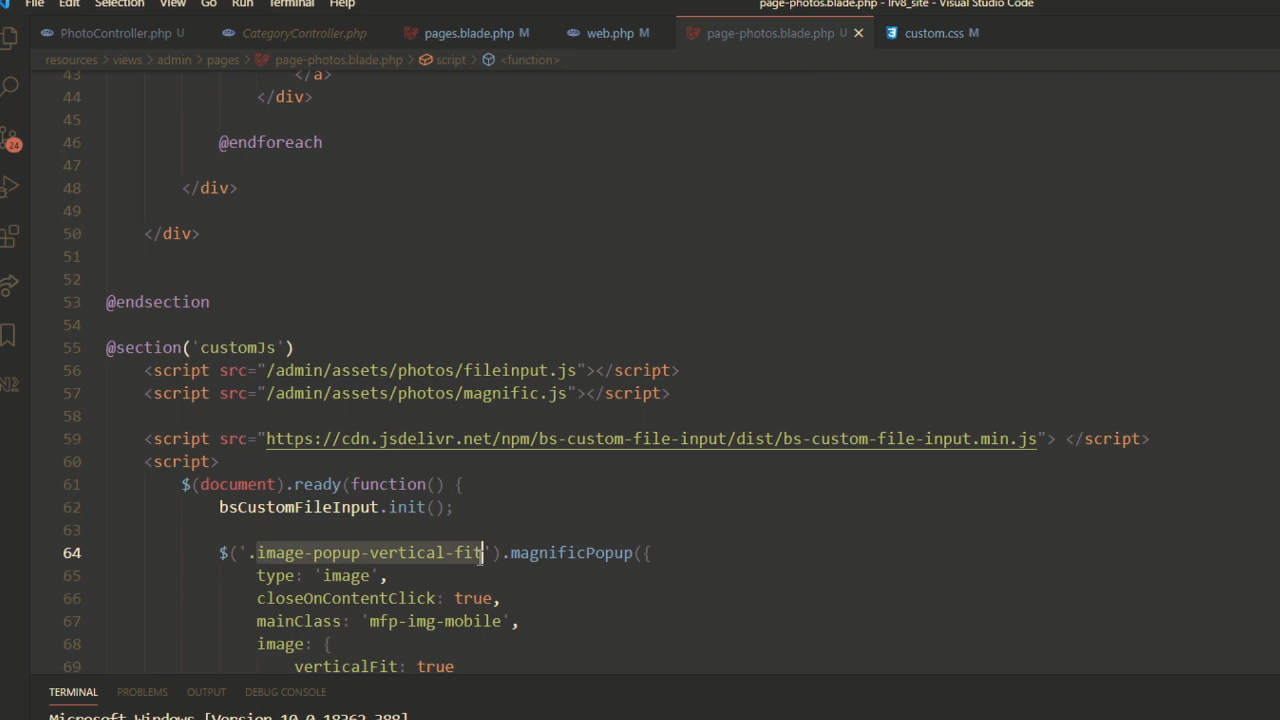 File Edit Selection View Go Run Terminal Help page-photos.blade.php - lrv8_site - Visual Studio Code
PhotoController.php U CategoryController.php pages.blade.php M web.php M page-photos.blade.php U custom.css M
resources > views > admin > pages > page-photos.blade.php > script > <function>
43 </a>
44 </div>
45
46 @endforeach
47
48 </div>
49
50 </div>
51
52
53 @endsection
54
55 @section('customJs')
56 <script src="/admin/assets/photos/fileinput.js"></script>
57 <script src="/admin/assets/photos/magnific.js"></script>
58
59 <script src="https://cdn.jsdelivr.net/npm/bs-custom-file-input/dist/bs-custom-file-input.min.js"> </script>
60 <script>
61 $(document).ready(function() {
62 bsCustomFileInput.init();
63
64 $('.image-popup-vertical-fit').magnificPopup({
65 type: 'image',
66 closeOnContentClick: true,
67 mainClass: 'mfp-img-mobile',
68 image: {
69 verticalFit: true
24
TERMINAL PROBLEMS OUTPUT DEBUG CONSOLE
Microsoft Windows [Version 10.0.18362.388]